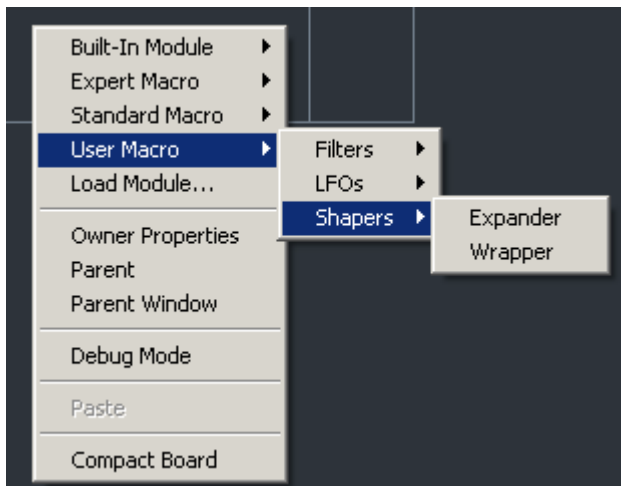 Built-In Module
Expert Macro
Standard Macro
User Macro
Load Module...
Owner Properties
Parent
Parent Window
Debug Mode
Paste
Compact Board
Filters
LFOs
Shapers
Expander
Wrapper